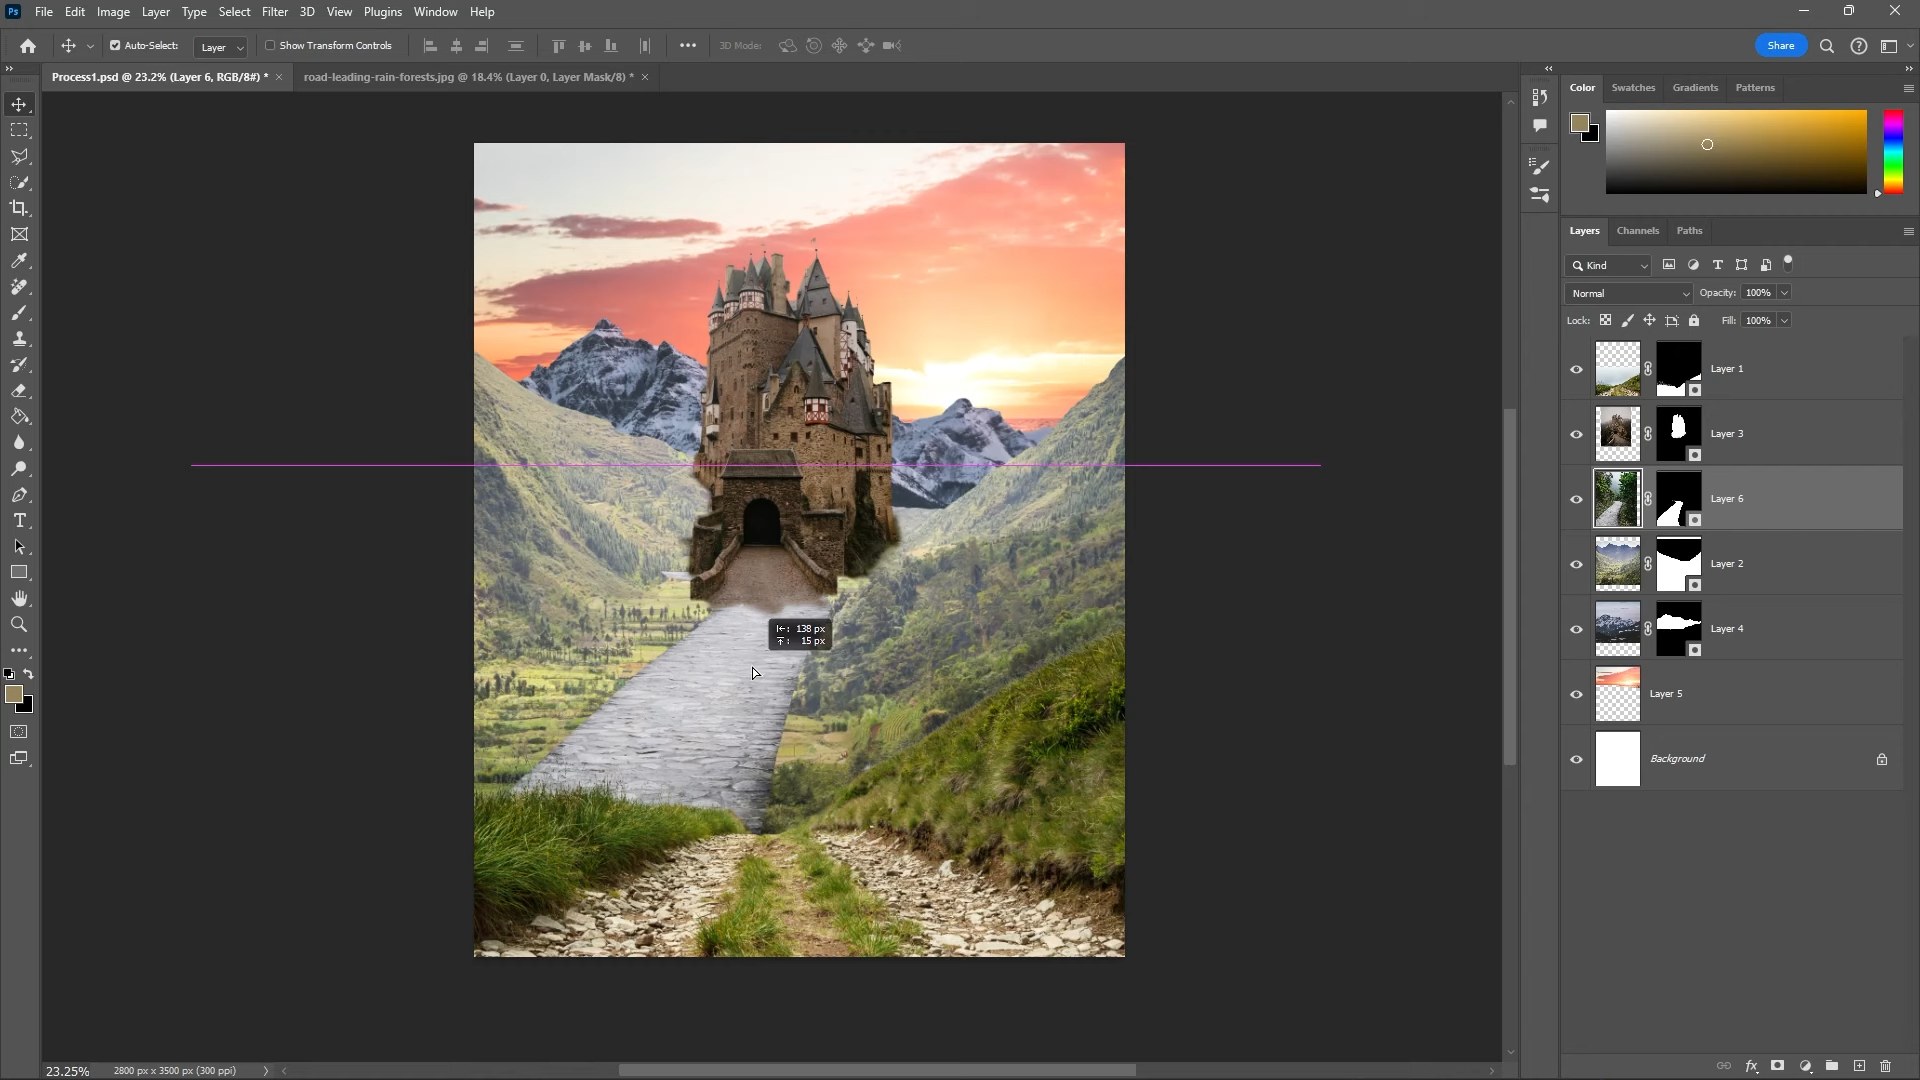 Ps File Edit Image Layer Type Select Filter 3D View Plugins Window Help
Auto-Select: Layer Show Transform Controls 3D Mode: Share
Process1.psd @ 23.2% (Layer 6, RGB/8#) * road-leading-rain-forests.jpg @ 18.4% (Layer 0, Layer Mask/8) *
Color Swatches Gradients Patterns
Layers Channels Paths
Kind
Normal Opacity: 100%
Lock: Fill: 100%
Layer 1
Layer 3
Layer 6
Layer 2
Layer 4
Layer 5
Background
138 px
15 px
23.25% 2800 px x 3500 px (300 ppi)